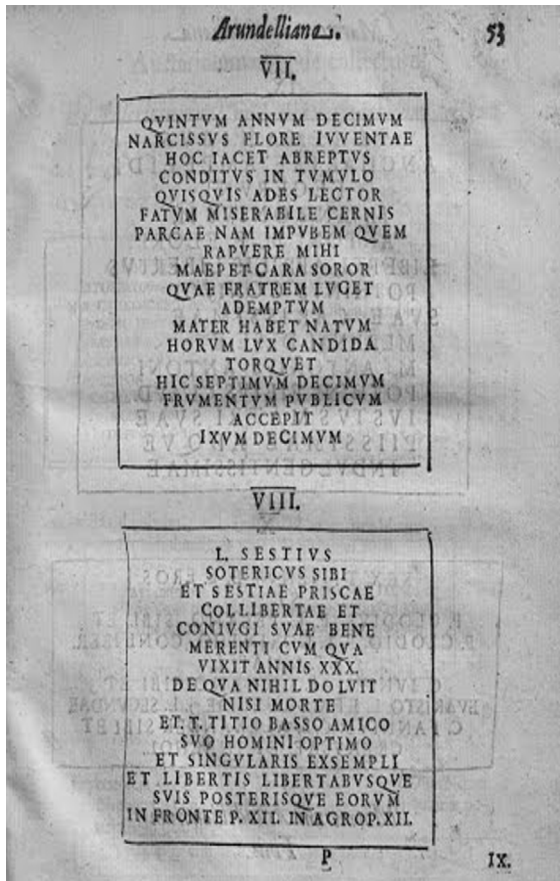 Arundelliana.
53
VII.
QVINTVM ANNVM DECIMVM
NARCISSVS FLORE IVVENTAE
HOC IACET ABREPTVS
CONDITVS IN TVMVLO
QVISQVIS ADES LECTOR
FATVM MISERABILE CERNIS
PARCAE NAM IMPVBEM QVEM
RAPVERE MIHI
MAEPET CARA SOROR
QVAE FRATREM LVGET
ADEMPTVM
MATER HABET NATVM
HORVM LVX CANDIDA
TORQVET
HIC SEPTIMVM DECIMVM
FRVMENTVM PVBLICVM
ACCEPIT
IXVM DECIMVM
VIII.
L. SESTIVS
SOTERICVS SIBI
ET SESTIAE PRISCAE
COLLIBERTAE ET
CONIVGI SVAE BENE
MERENTI CVM QVA
VIXIT ANNIS XXX.
DE QVA NIHIL DOLVIT
NISI MORTE
ET. T. TITIO BASSO AMICO
SVO HOMINI OPTIMO
ET SINGVLARIS EXSEMPLI
ET LIBERTIS LIBERTABVSQVE
SVIS POSTERISQVE EORVM
IN FRONTE P. XII. IN AGRO P. XII.
P
IX.